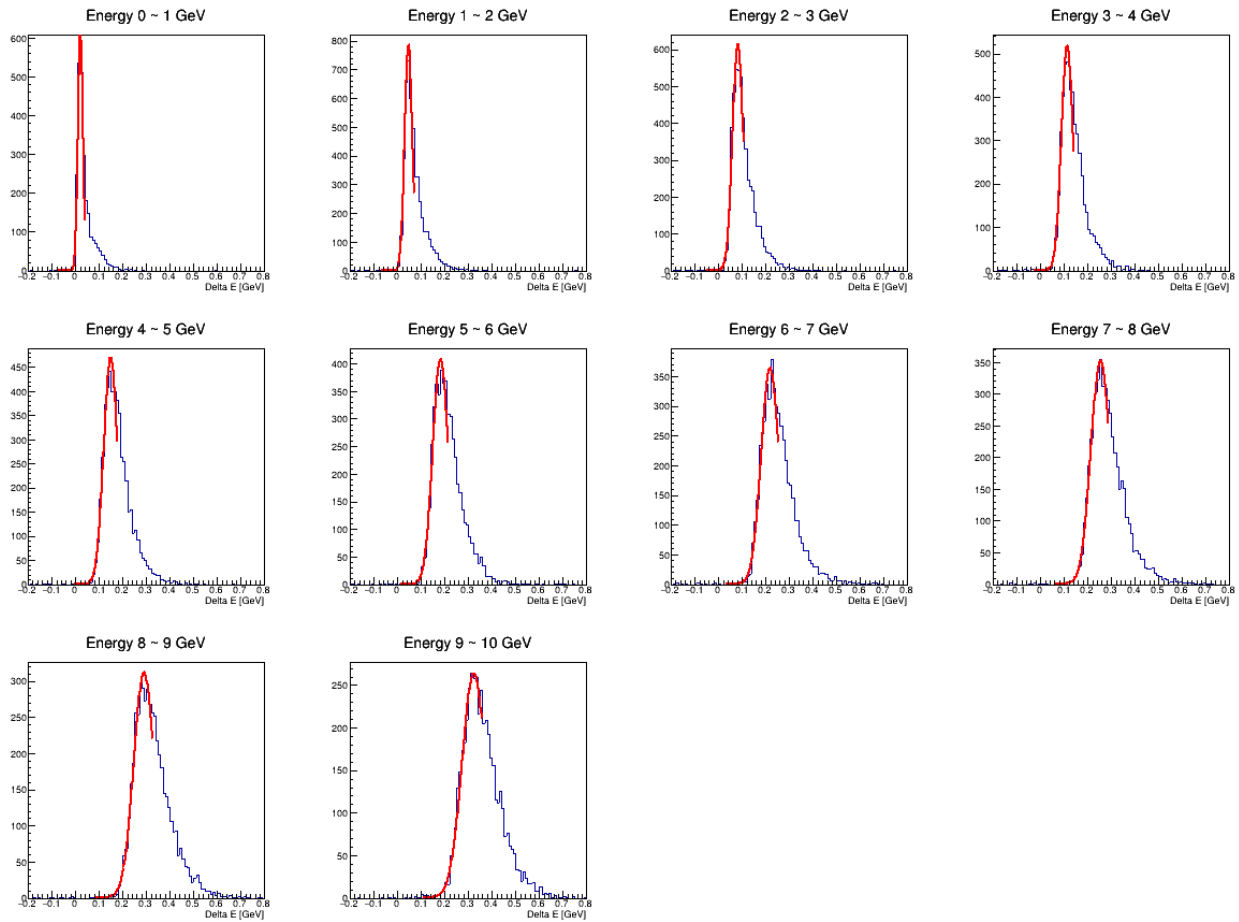 Energy 0 ~ 1 GeV Energy 1 ~ 2 GeV Energy 2 ~ 3 GeV Energy 3 ~ 4 GeV
600 800 600 500
500 700 500 400
400 600 400 300
300 500 300 200
200 400 200 100
100 300 100 0
0 200 0
100
0
−0.2 −0.1 0 0.1 0.2 0.3 0.4 0.5 0.6 0.7 0.8 −0.2 −0.1 0 0.1 0.2 0.3 0.4 0.5 0.6 0.7 0.8 −0.2 −0.1 0 0.1 0.2 0.3 0.4 0.5 0.6 0.7 0.8 −0.2 −0.1 0 0.1 0.2 0.3 0.4 0.5 0.6 0.7 0.8
Delta E [GeV] Delta E [GeV] Delta E [GeV] Delta E [GeV]
Energy 4 ~ 5 GeV Energy 5 ~ 6 GeV Energy 6 ~ 7 GeV Energy 7 ~ 8 GeV
450 400 350 350
400 350 300 300
350 300 250 250
300 250 200 200
250 200 150 150
200 150 100 100
150 100 50 50
100 50 0 0
50 0
0
−0.2 −0.1 0 0.1 0.2 0.3 0.4 0.5 0.6 0.7 0.8 −0.2 −0.1 0 0.1 0.2 0.3 0.4 0.5 0.6 0.7 0.8 −0.2 −0.1 0 0.1 0.2 0.3 0.4 0.5 0.6 0.7 0.8 −0.2 −0.1 0 0.1 0.2 0.3 0.4 0.5 0.6 0.7 0.8
Delta E [GeV] Delta E [GeV] Delta E [GeV] Delta E [GeV]
Energy 8 ~ 9 GeV Energy 9 ~ 10 GeV
300 250
250 200
200 150
150 100
100 50
50 0
0
−0.2 −0.1 0 0.1 0.2 0.3 0.4 0.5 0.6 0.7 0.8 −0.2 −0.1 0 0.1 0.2 0.3 0.4 0.5 0.6 0.7 0.8
Delta E [GeV] Delta E [GeV]